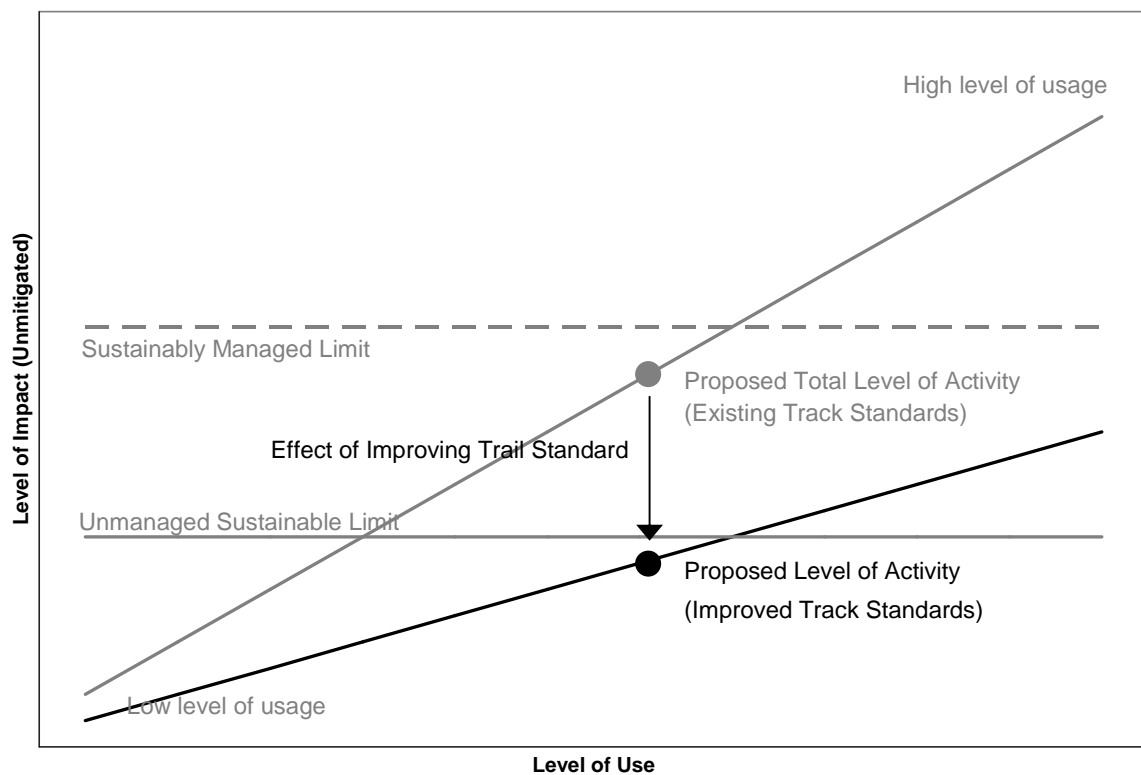 High level of usage
Level of Impact (Unmitigated)
Sustainably Managed Limit
Proposed Total Level of Activity
(Existing Track Standards)
Effect of Improving Trail Standard
Unmanaged Sustainable Limit
Proposed Level of Activity
(Improved Track Standards)
Low level of usage
Level of Use